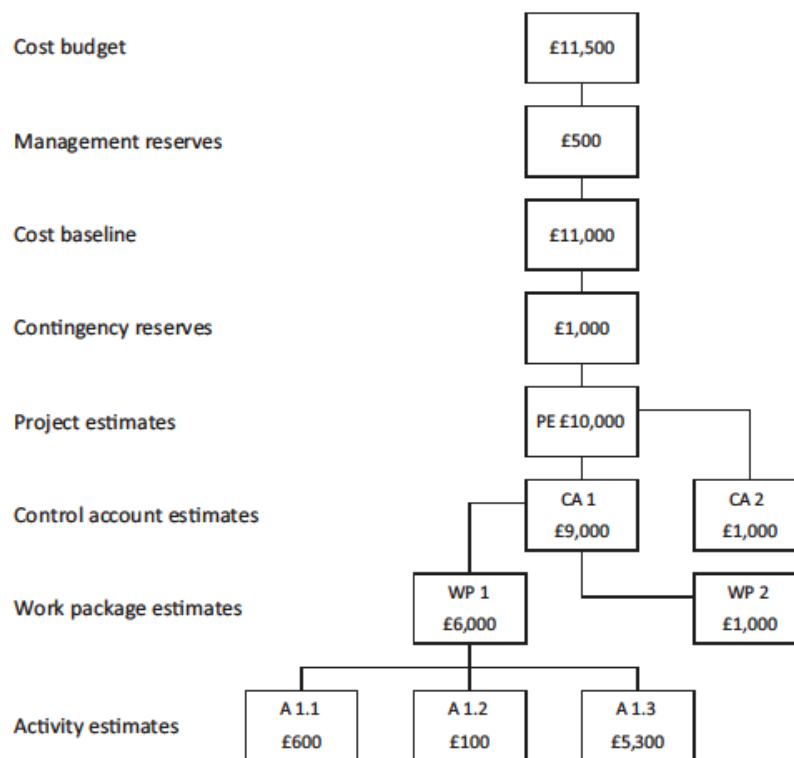 Cost budget
£11,500
Management reserves
£500
Cost baseline
£11,000
Contingency reserves
£1,000
Project estimates
PE £10,000
Control account estimates
CA 1
£9,000
CA 2
£1,000
Work package estimates
WP 1
£6,000
WP 2
£1,000
Activity estimates
A 1.1
£600
A 1.2
£100
A 1.3
£5,300